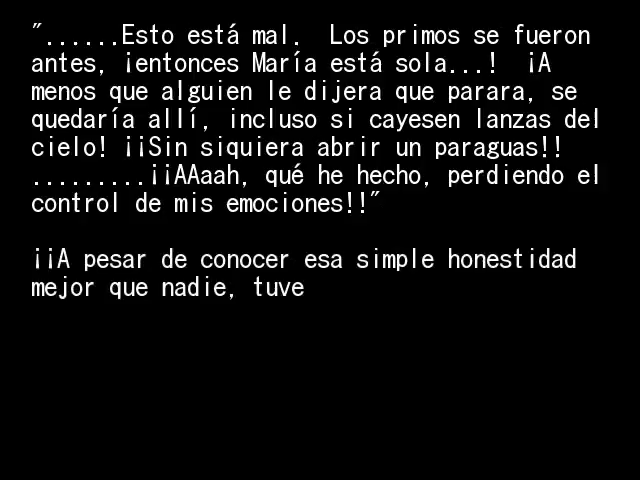 "......Esto está mal.  Los primos se fueron
antes, ¡entonces María está sola...!  ¡A
menos que alguien le dijera que parara, se
quedaría allí, incluso si cayesen lanzas del
cielo! ¡¡Sin siquiera abrir un paraguas!!
.........¡¡AAaah, qué he hecho, perdiendo el
control de mis emociones!!"
¡¡A pesar de conocer esa simple honestidad
mejor que nadie, tuve